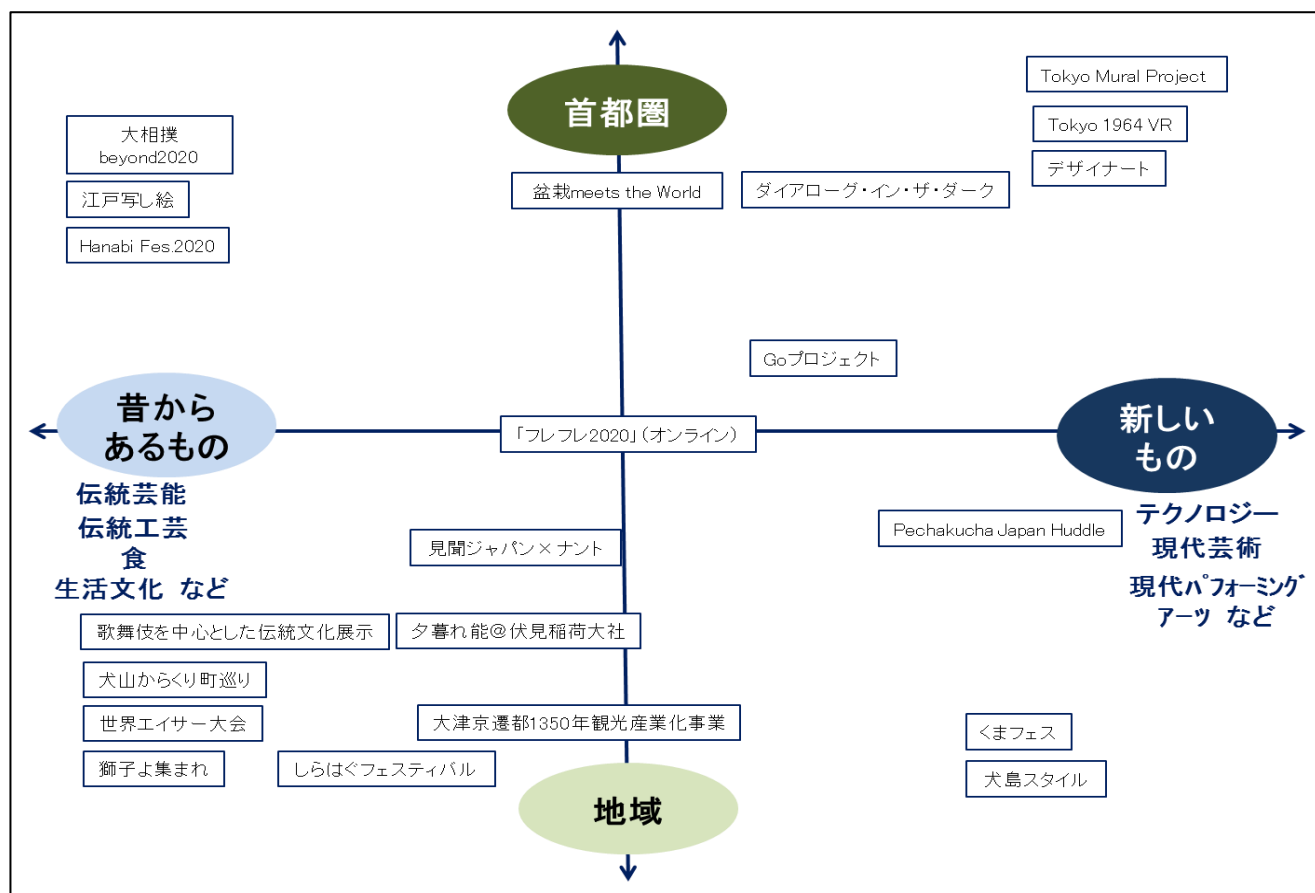 首都圏
Tokyo Mural Project
大相撲
beyond2020
Tokyo 1964 VR
デザイナート
江戸写し絵
盆栽meets the World
ダイアローグ・イン・ザ・ダーク
Hanabi Fes.2020
Goプロジェクト
昔から
あるもの
「フレフレ2020」(オンライン)
新しい
もの
伝統芸能
伝統工芸
食
生活文化 など
見聞ジャパン×ナント
Pechakucha Japan Huddle
テクノロジー
現代芸術
現代パフォーミング
アーツ など
歌舞伎を中心とした伝統文化展示
夕暮れ能@伏見稲荷大社
犬山からくり町巡り
世界エイサー大会
大津京遷都1350年観光産業化事業
くまフェス
獅子よ集まれ
しらはぐフェスティバル
犬島スタイル
地域